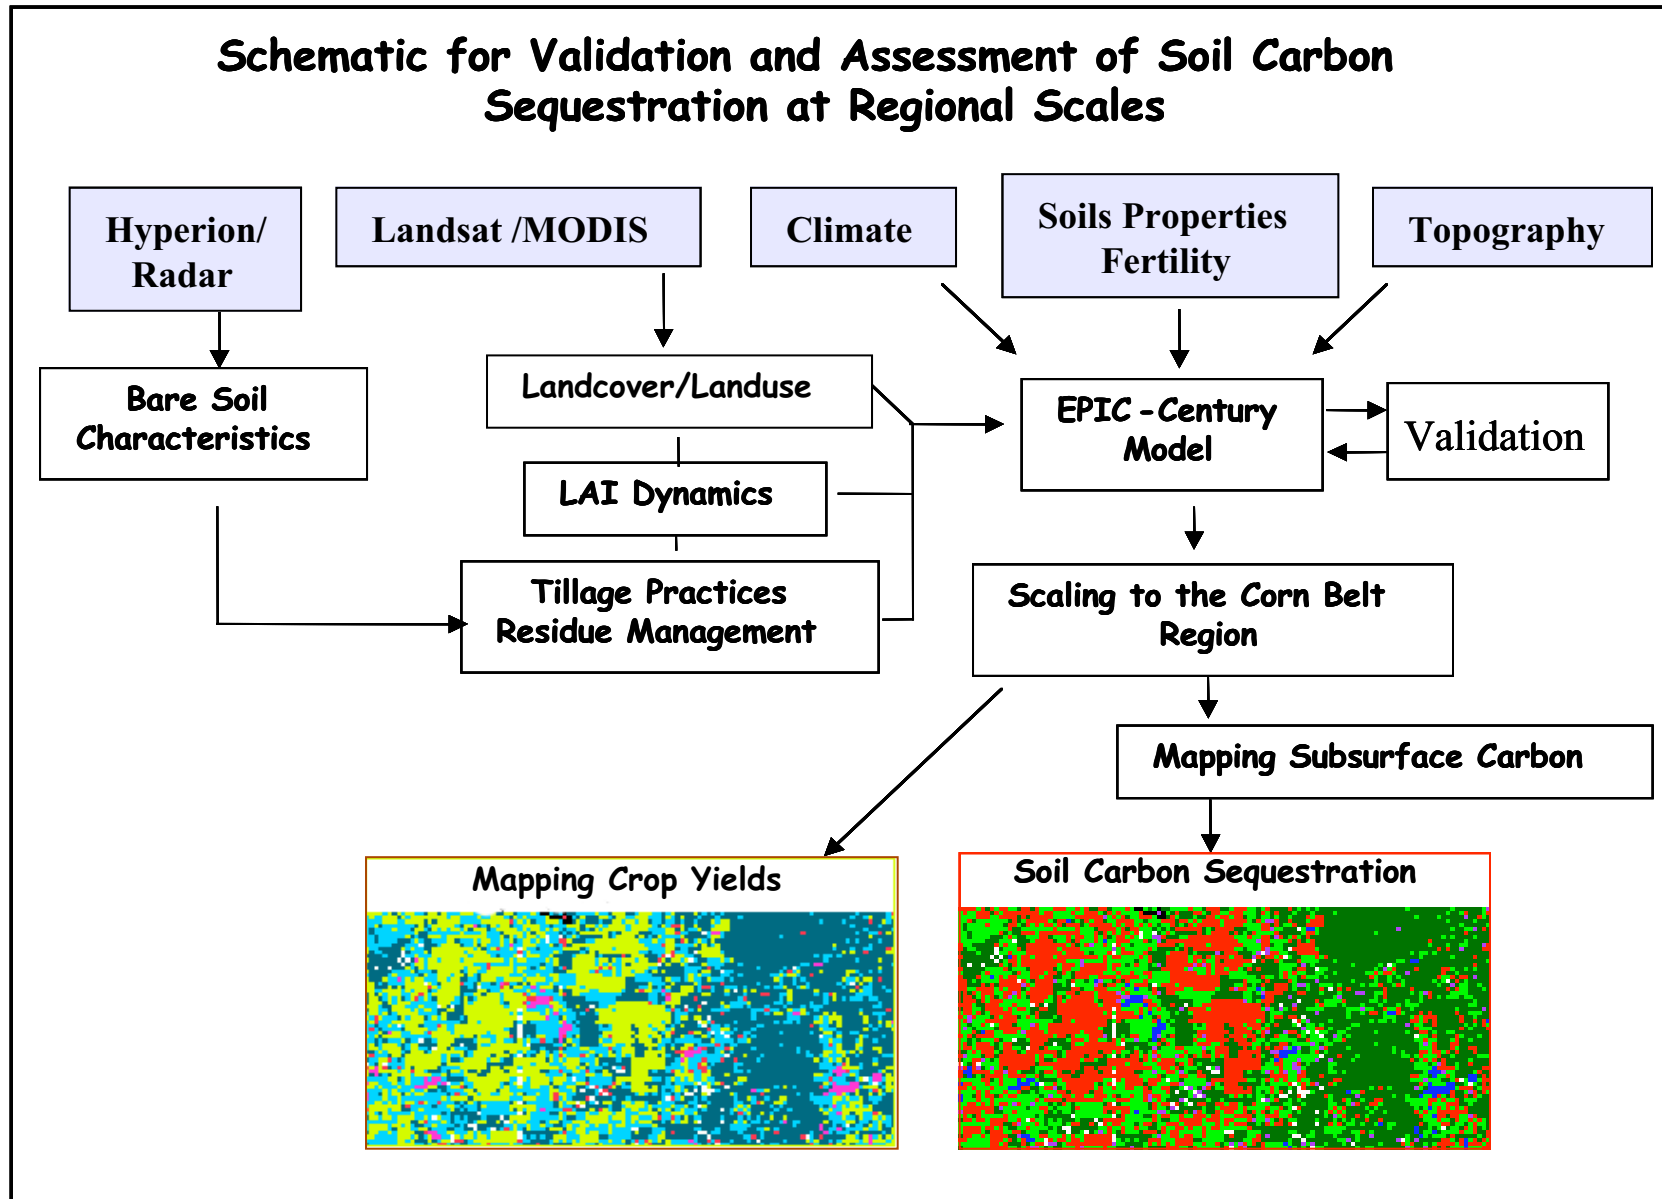 Schematic for Validation and Assessment of Soil Carbon
Sequestration at Regional Scales
Hyperion/
Radar
Landsat /MODIS
Climate
Soils Properties
Fertility
Topography
Bare Soil
Characteristics
Landcover/Landuse
LAI Dynamics
Tillage Practices
Residue Management
EPIC-Century
Model
Validation
Scaling to the Corn Belt
Region
Mapping Subsurface Carbon
Mapping Crop Yields
Soil Carbon Sequestration